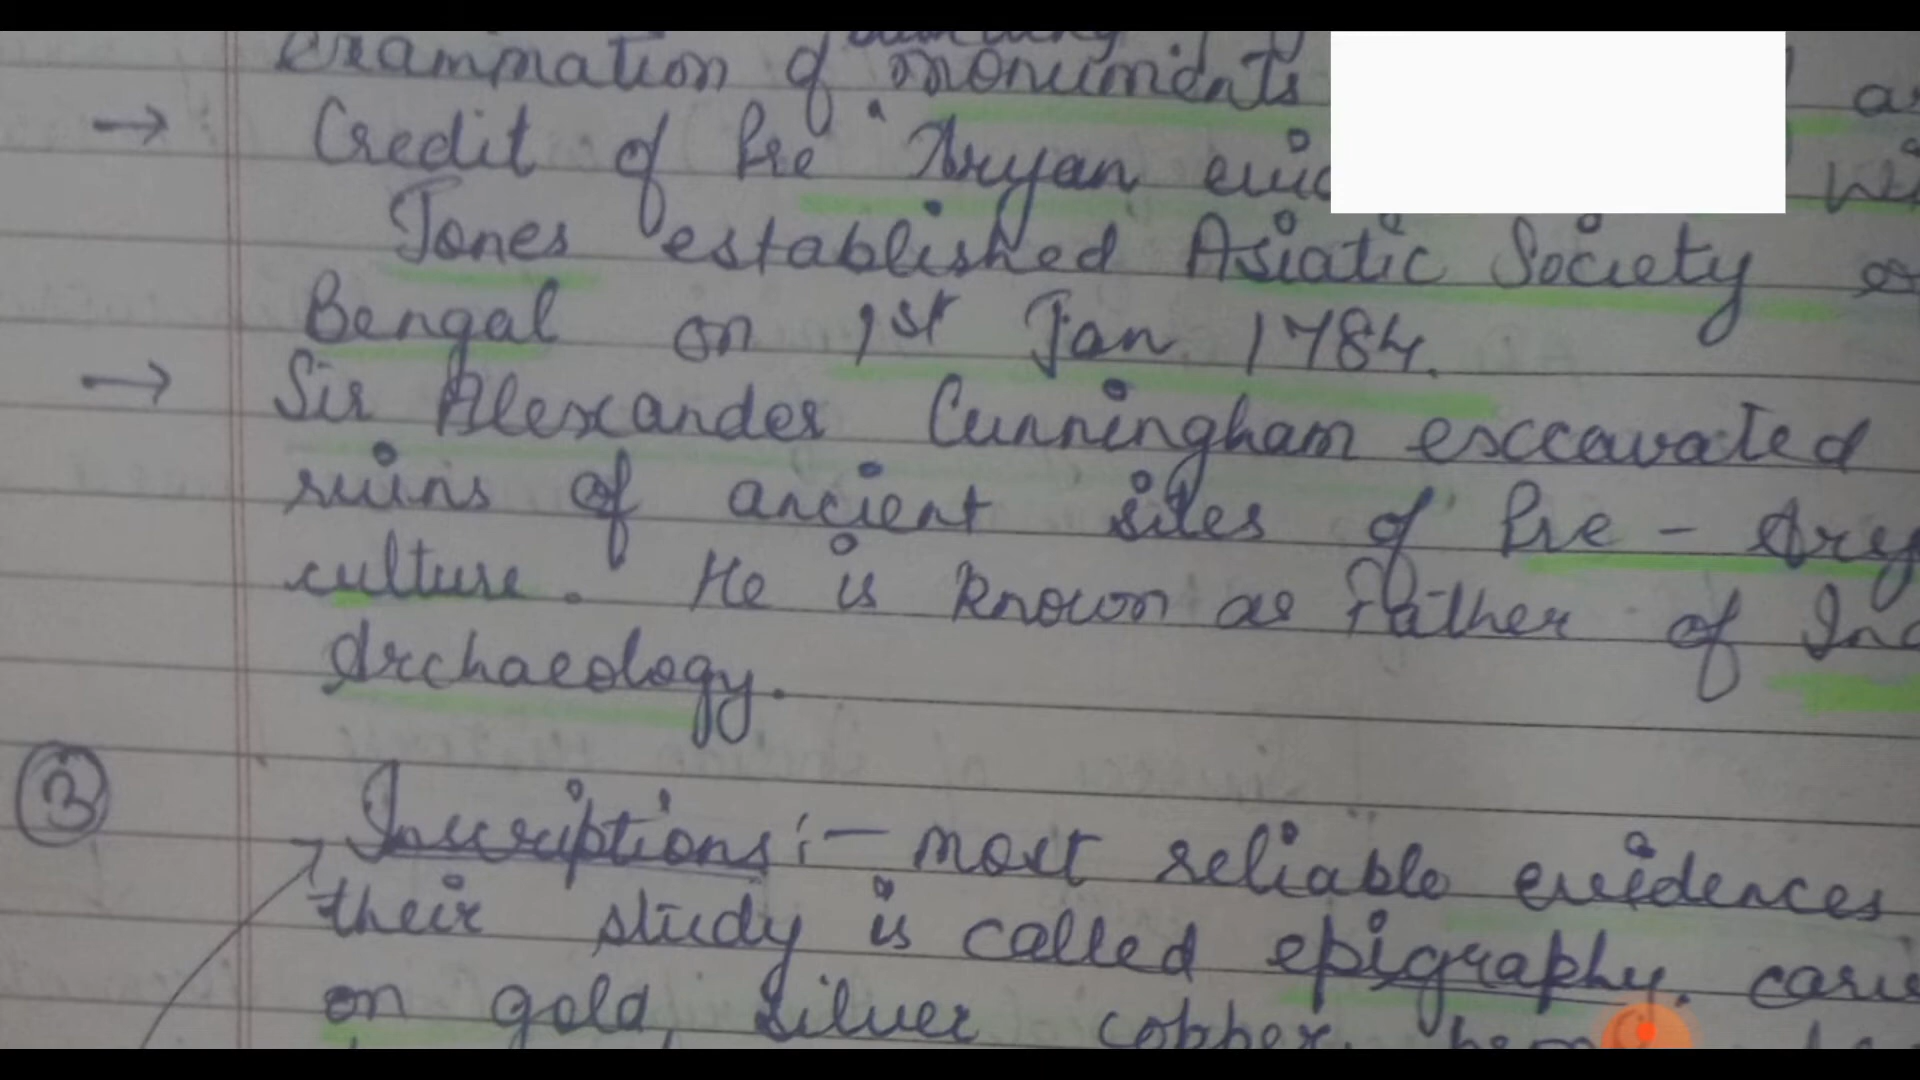 Examination of monuments
→ Credit of Pre Aryan
Jones established Asiatic Society
Bengal on 1st Jan 1784.
→ Sir Alexander Cunningham exccavated
ruins of ancient sites of Pre -
culture. He is known as Father of
Archaeology.
③ Inscriptions :- most reliable evidences
their study is called epigraphy.
on gold, silver copper,